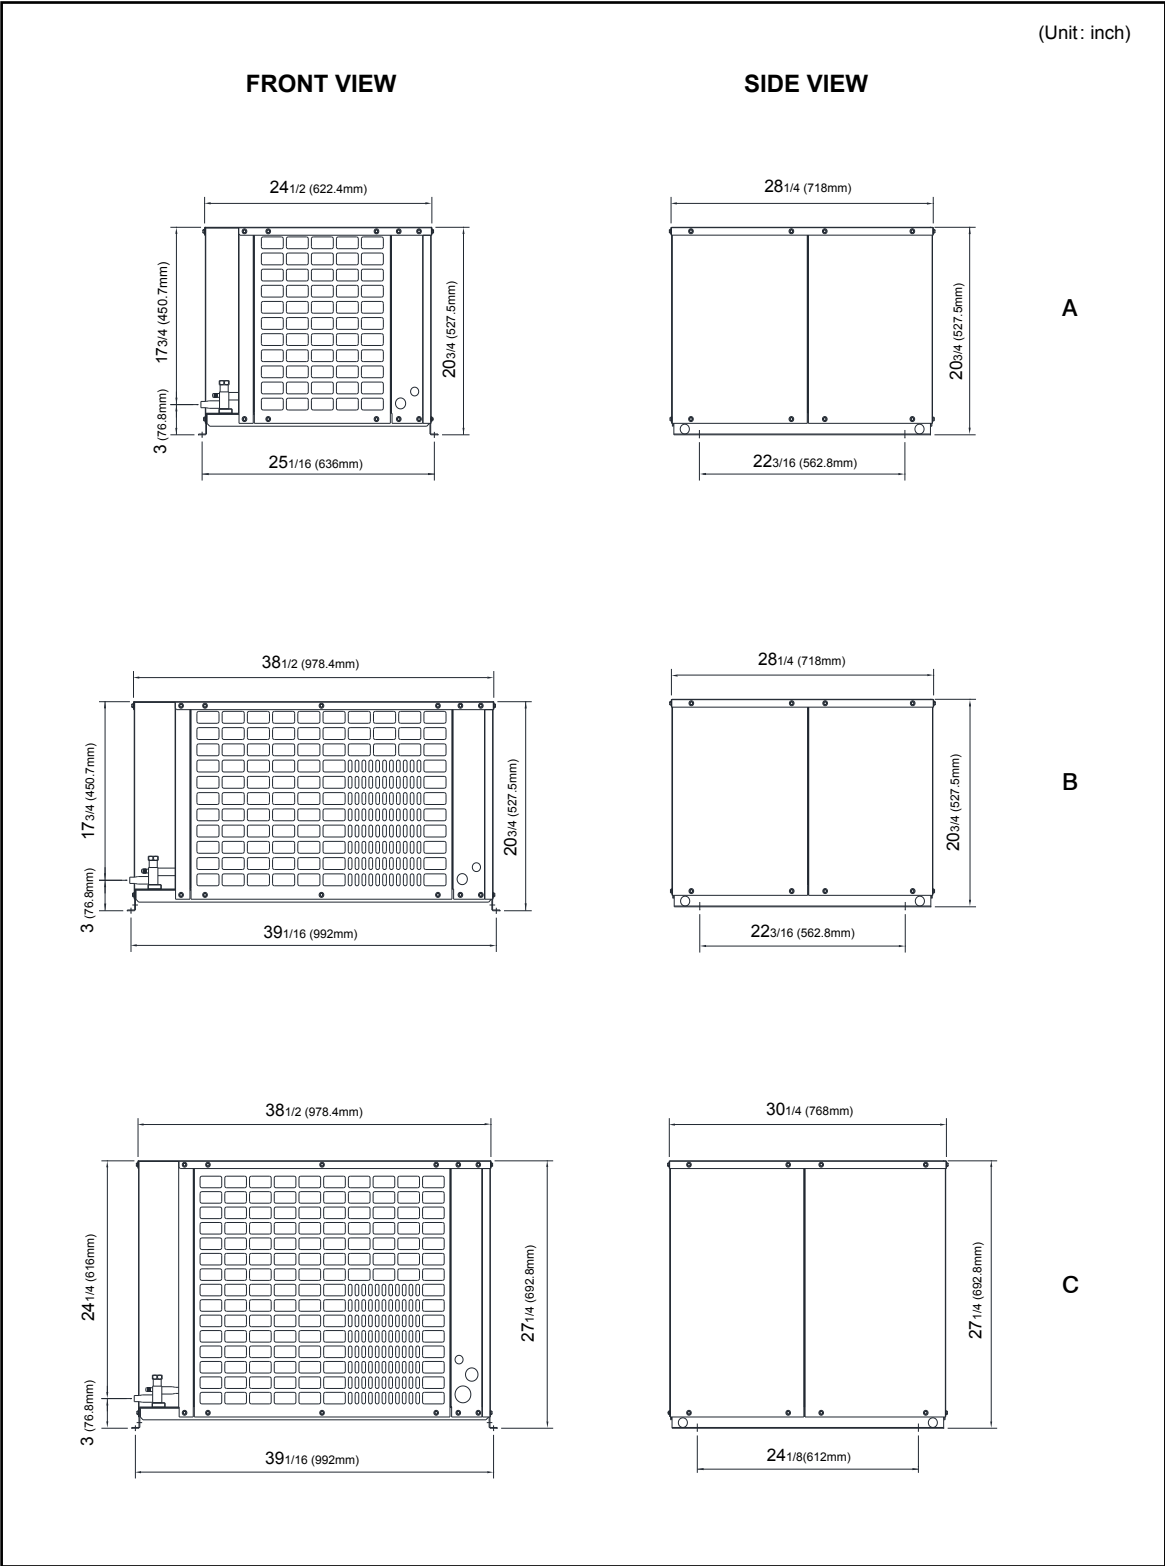 (Unit: inch)
FRONT VIEW
SIDE VIEW
24 1/2 (622.4mm)
28 1/4 (718mm)
17 3/4 (450.7mm)
3 (76.8mm)
20 3/4 (527.5mm)
20 3/4 (527.5mm)
A
25 1/16 (636mm)
22 3/16 (562.8mm)
38 1/2 (978.4mm)
28 1/4 (718mm)
17 3/4 (450.7mm)
3 (76.8mm)
20 3/4 (527.5mm)
20 3/4 (527.5mm)
B
39 1/16 (992mm)
22 3/16 (562.8mm)
38 1/2 (978.4mm)
30 1/4 (768mm)
24 1/4 (616mm)
3 (76.8mm)
27 1/4 (692.8mm)
27 1/4 (692.8mm)
C
39 1/16 (992mm)
24 1/8(612mm)